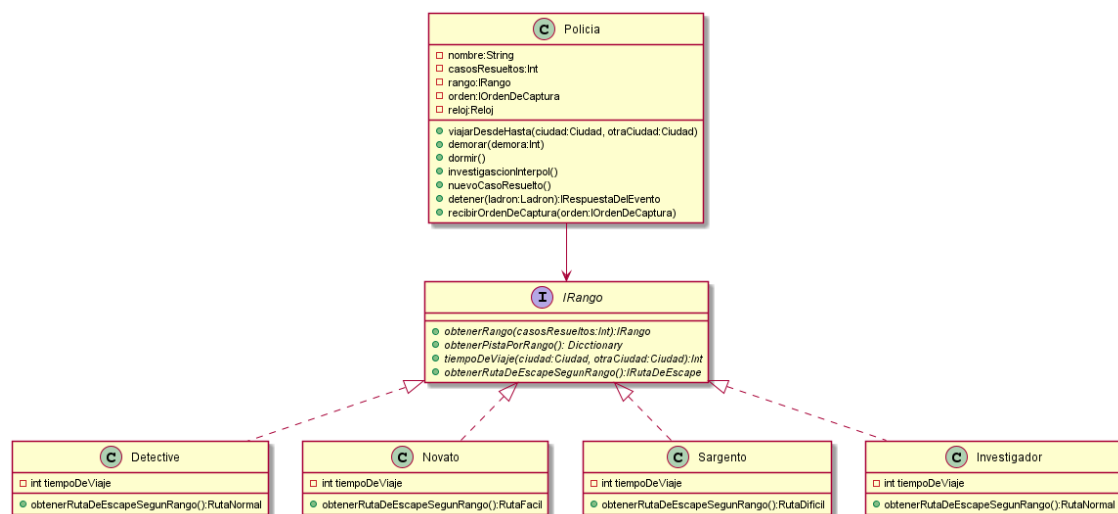 C Policia
nombre:String
casosResueltos:Int
rango:IRango
orden:IOrdenDeCaptura
reloj:Reloj
viajarDesdeHasta(ciudad:Ciudad, otraCiudad:Ciudad)
demorar(demora:Int)
dormir()
investigascionInterpol()
nuevoCasoResuelto()
detener(ladron:Ladron):IRespuestaDelEvento
recibirOrdenDeCaptura(orden:IOrdenDeCaptura)
I IRango
obtenerRango(casosResueltos:Int):IRango
obtenerPistaPorRango(): Dicctionary
tiempoDeViaje(ciudad:Ciudad, otraCiudad:Ciudad):Int
obtenerRutaDeEscapeSegunRango():IRutaDeEscape
C Detective
int tiempoDeViaje
obtenerRutaDeEscapeSegunRango():RutaNormal
C Novato
int tiempoDeViaje
obtenerRutaDeEscapeSegunRango():RutaFacil
C Sargento
int tiempoDeViaje
obtenerRutaDeEscapeSegunRango():RutaDificil
C Investigador
int tiempoDeViaje
obtenerRutaDeEscapeSegunRango():RutaNormal